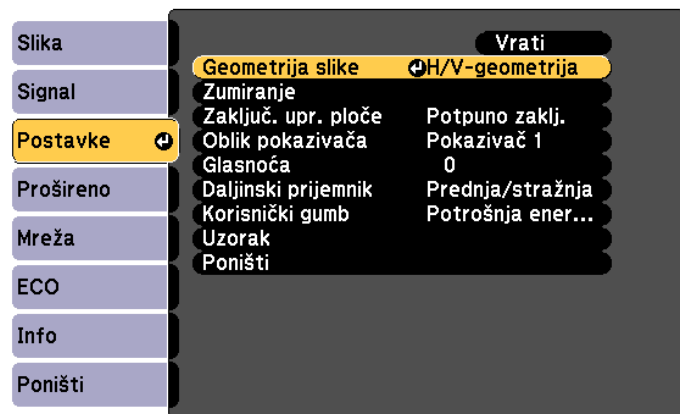 Slika
Signal
Postavke
Prošireno
Mreža
ECO
Info
Poništi
Vrati
Geometrija slike H/V-geometrija
Zumiranje
Zaključ. upr. ploče Potpuno zaklj.
Oblik pokazivača Pokazivač 1
Glasnoća 0
Daljinski prijemnik Prednja/stražnja
Korisnički gumb Potrošnja ener...
Uzorak
Poništi